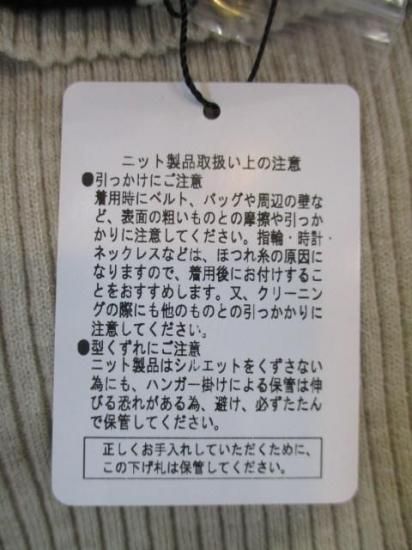 ニット製品取扱い上の注意
●引っかけにご注意
着用時にベルト、バッグや周辺の壁な
ど、表面の粗いものとの摩擦や引っか
かりに注意してください。指輪・時計・
ネックレスなどは、ほつれ糸の原因に
なりますので、着用後にお付けするこ
とをおすすめします。又、クリーニン
グの際にも他のものとの引っかかりに
注意してください。
●型くずれにご注意
ニット製品はシルエットをくずさない
為にも、ハンガー掛けによる保管は伸
びる恐れがある為、避け、必ずたたん
で保管してください。
正しくお手入れしていただくために、
この下げ札は保管してください。